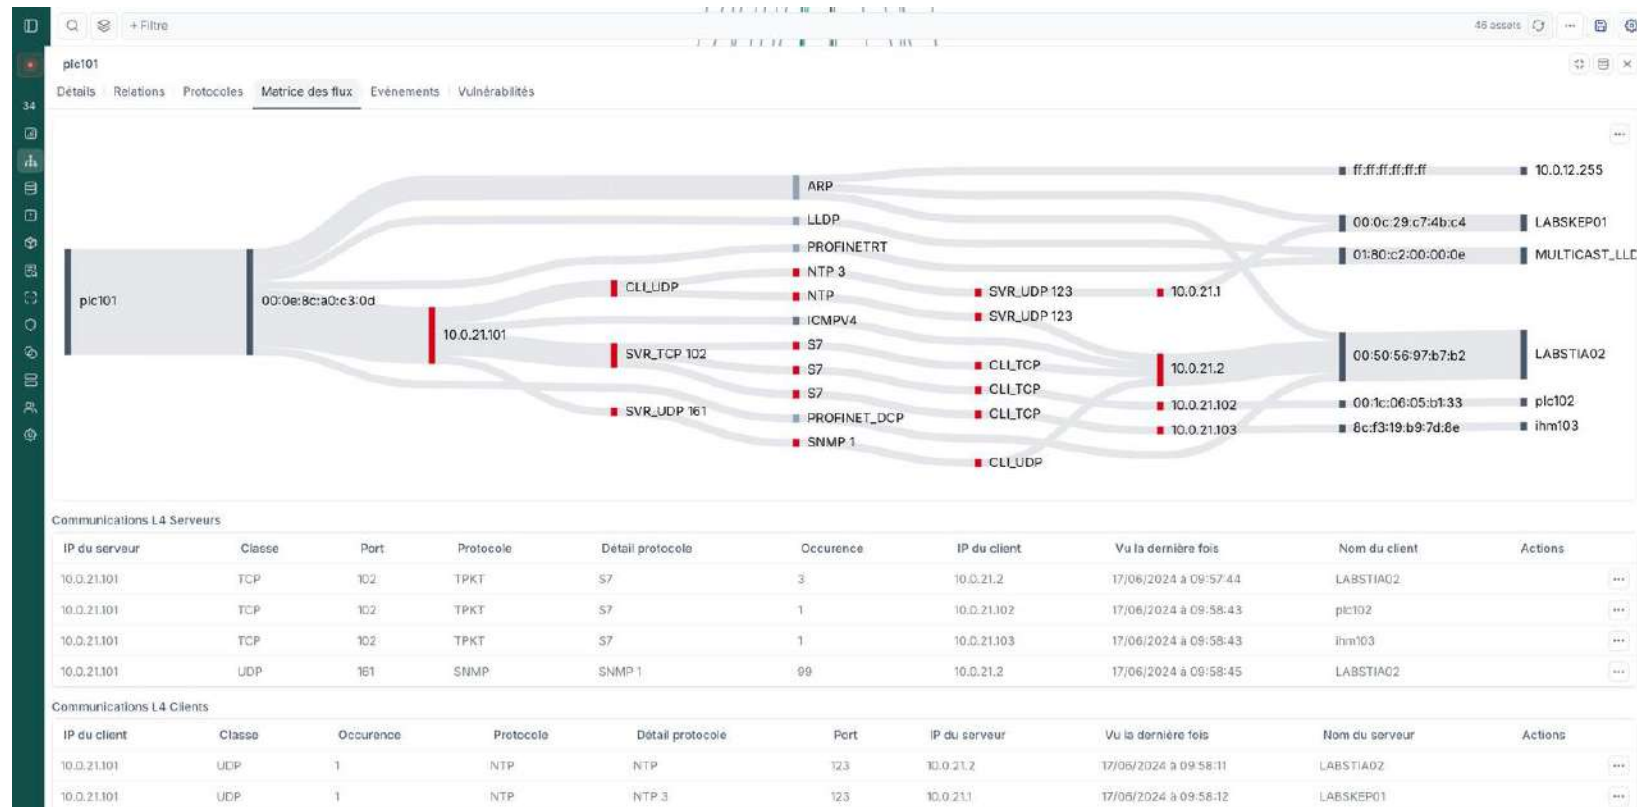 + Filtre
46 assets
plc101
Détails Relations Protocoles Matrice des flux Evénements Vulnérabilités
34
ff:ff:ff:ff:ff:ff 10.0.12.255
ARP
LLDP
00:0c:29:c7:4b:c4 LABSKEP01
PROFINETRT
01:80:c2:00:00:0e MULTICAST_LLD
NTP 3
CLI_UDP
SVR_UDP 123 10.0.21.1
plc101 00:0e:8c:a0:c3:0d
NTP
SVR_UDP 123
ICMPV4
10.0.21.101
S7
SVR_TCP 102
00:50:56:97:b7:b2 LABSTIA02
CLI_TCP 10.0.21.2
S7
CLI_TCP
S7
10.0.21.102 00:1c:06:05:b1:33 plc102
SVR_UDP 161
CLI_TCP
PROFINET_DCP
10.0.21.103 8c:f3:19:b9:7d:8e ihm103
SNMP 1
CLI_UDP
Communications L4 Serveurs
IP du serveur Classe Port Protocole Détail protocole Occurence IP du client Vu la dernière fois Nom du client Actions
10.0.21.101 TCP 102 TPKT S7 3 10.0.21.2 17/06/2024 à 09:57:44 LABSTIA02
10.0.21.101 TCP 102 TPKT S7 1 10.0.21.102 17/06/2024 à 09:58:43 plc102
10.0.21.101 TCP 102 TPKT S7 1 10.0.21.103 17/06/2024 à 09:58:43 ihm103
10.0.21.101 UDP 161 SNMP SNMP 1 99 10.0.21.2 17/06/2024 à 09:58:45 LABSTIA02
Communications L4 Clients
IP du client Classe Occurence Protocole Détail protocole Port IP du serveur Vu la dernière fois Nom du serveur Actions
10.0.21.101 UDP 1 NTP NTP 123 10.0.21.2 17/06/2024 à 09:58:11 LABSTIA02
10.0.21.101 UDP 1 NTP NTP 3 123 10.0.21.1 17/06/2024 à 09:58:12 LABSKEP01